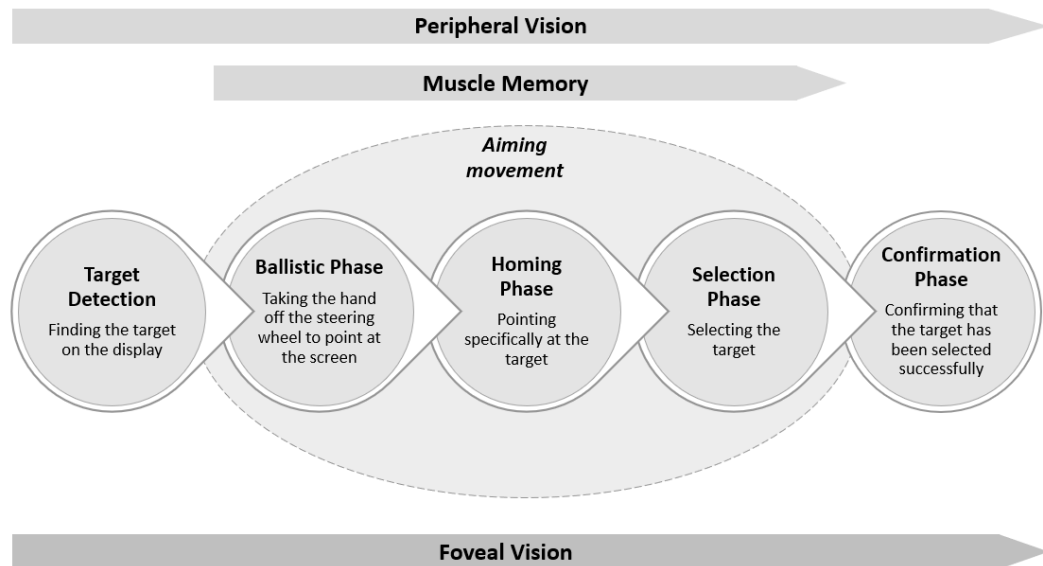 Peripheral Vision
Muscle Memory
Aiming
movement
Target
Detection
Finding the target
on the display
Ballistic Phase
Taking the hand
off the steering
wheel to point at
the screen
Homing
Phase
Pointing
specifically at the
target
Selection
Phase
Selecting the
target
Confirmation
Phase
Confirming that
the target has
been selected
successfully
Foveal Vision